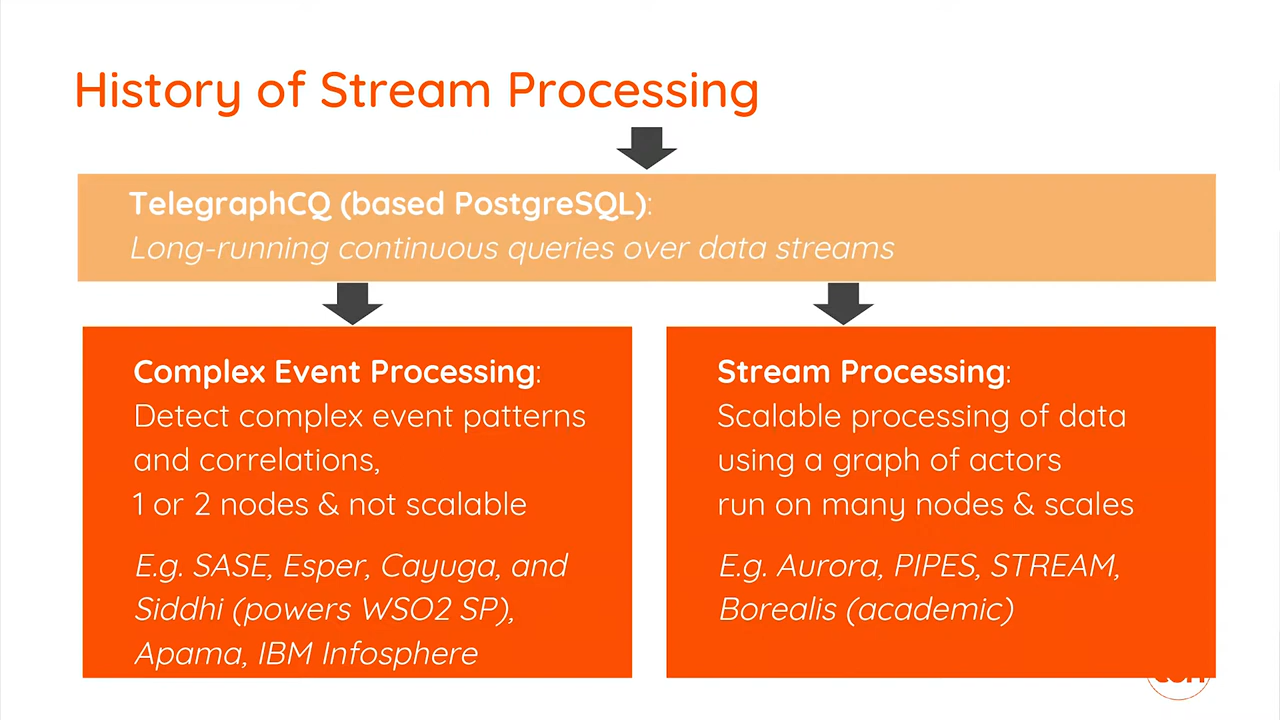 History of Stream Processing
TelegraphCQ (based PostgreSQL):
Long-running continuous queries over data streams
Complex Event Processing:
Detect complex event patterns
and correlations,
1 or 2 nodes & not scalable
E.g. SASE, Esper, Cayuga, and
Siddhi (powers WSO2 SP),
Apama, IBM Infosphere
Stream Processing:
Scalable processing of data
using a graph of actors
run on many nodes & scales
E.g. Aurora, PIPES, STREAM,
Borealis (academic)